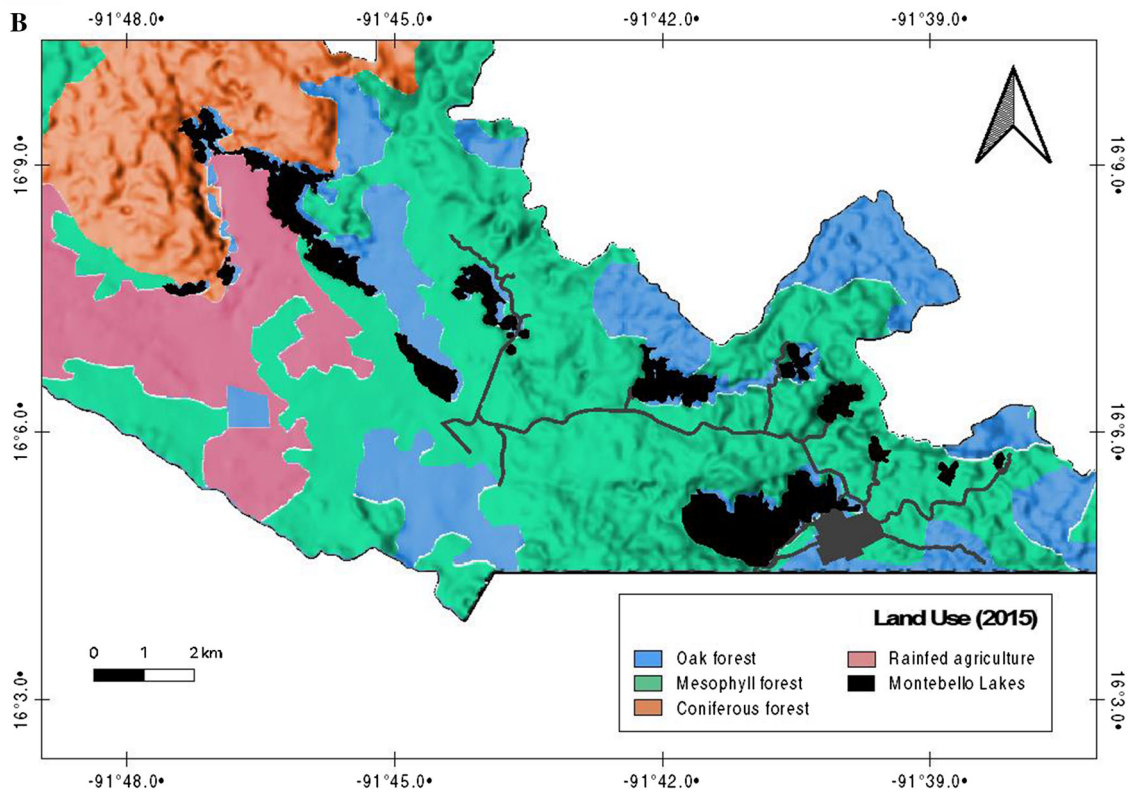 B
-91°48.0• -91°45.0• -91°42.0• -91°39.0•
16°9.0• 16°9.0•
16°6.0• 16°6.0•
16°3.0• 16°3.0•
0 1 2 km
Land Use (2015)
Oak forest
Mesophyll forest
Coniferous forest
Rainfed agriculture
Montebello Lakes
-91°48.0• -91°45.0• -91°42.0• -91°39.0•